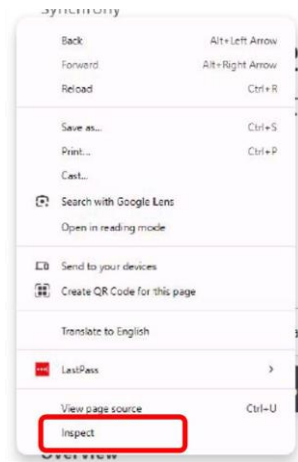 Synchrony
Back Alt+Left Arrow
Forward Alt+Right Arrow
Reload Ctrl+R
Save as... Ctrl+S
Print... Ctrl+P
Cast...
Search with Google Lens
Open in reading mode
Send to your devices
Create QR Code for this page
Translate to English
LastPass
View page source Ctrl+U
Inspect
Overview